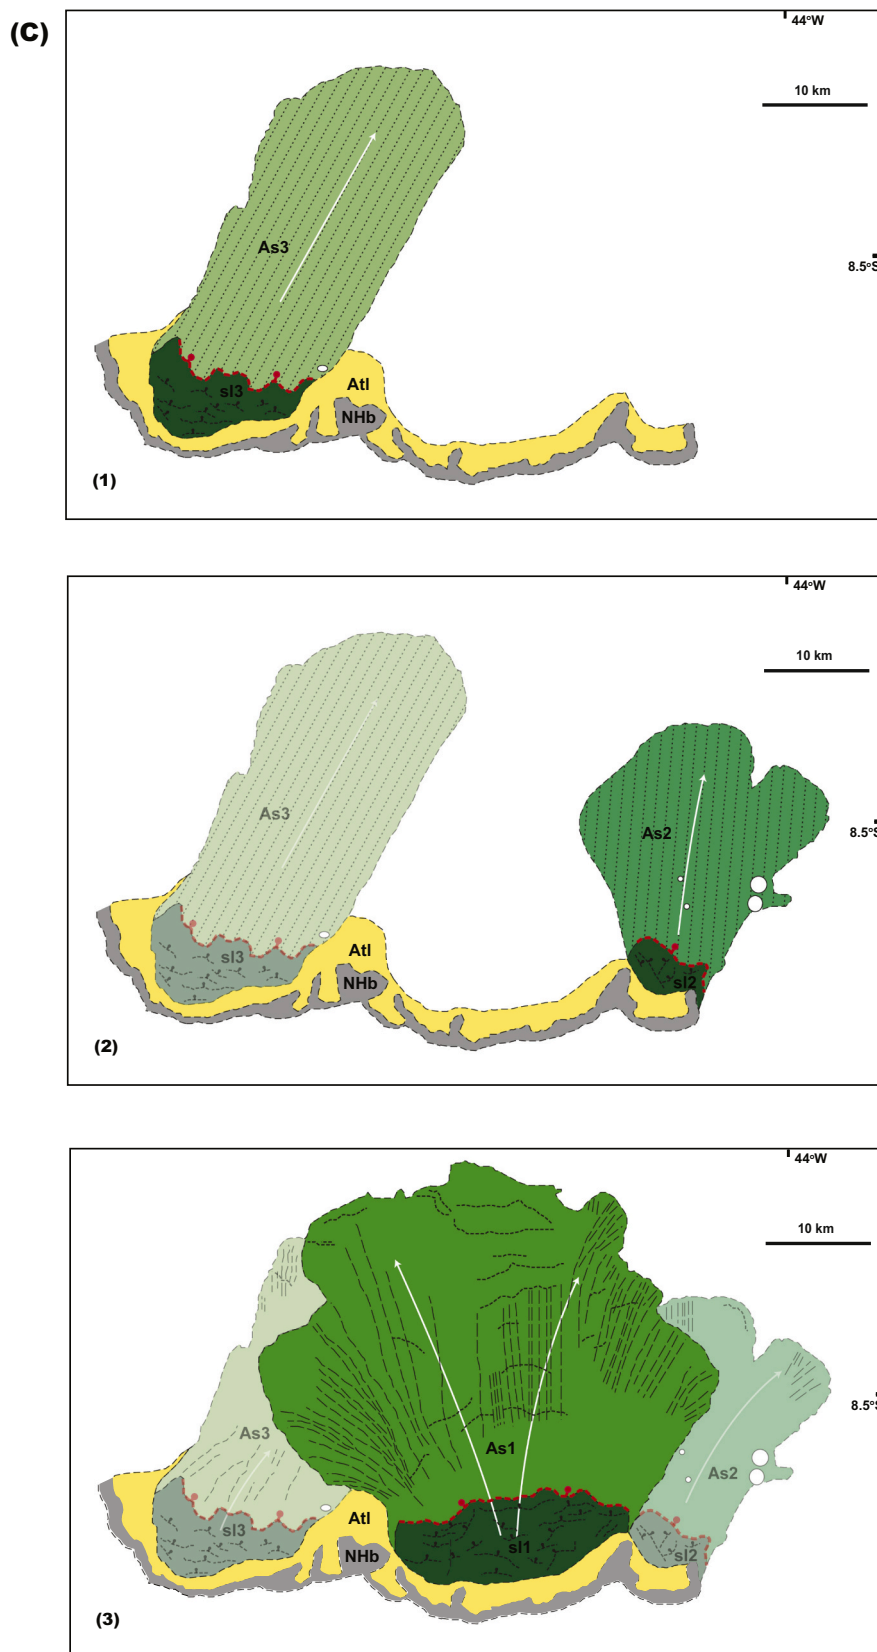 (C)
44°W
10 km
As3
8.5°S
sl3
Atl
NHb
(1)
44°W
10 km
As3
As2
8.5°S
sl3
Atl
NHb
sl2
(2)
44°W
10 km
8.5°S
As3
As1
As2
sl3
Atl
NHb
sl1
sl2
(3)